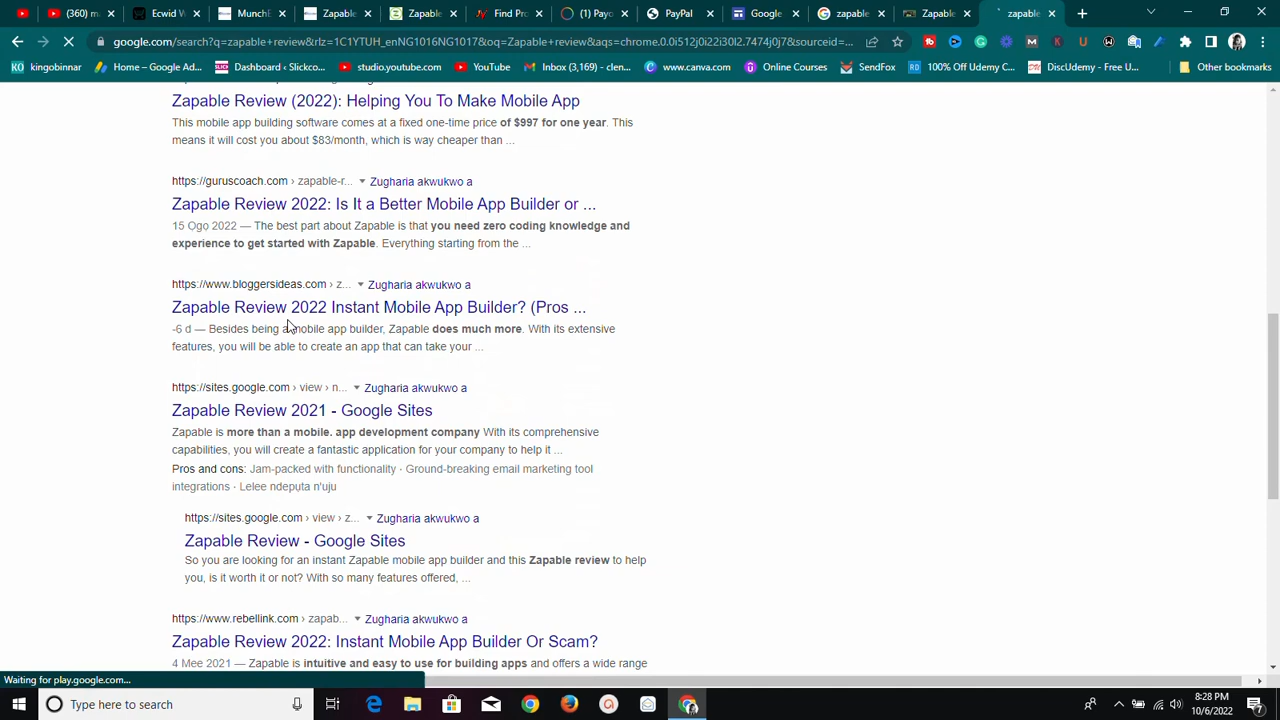 (360) m
Ecwid W
MunchE
Zapable
Zapable
Find Pro
(1) Payo
PayPal
Google
zapable
Zapable
zapable
google.com/search?q=zapable+review&rlz=1C1YTUH_enNG1016NG1017&oq=Zapable+review&aqs=chrome.0.0i512j0i22i30l2.7474j0j7&sourceid=...
kingobinnar
Home – Google Ad...
Dashboard ‹ Slickco...
studio.youtube.com
YouTube
Inbox (3,169) - clen...
www.canva.com
Online Courses
SendFox
100% Off Udemy C...
DiscUdemy - Free U...
Other bookmarks
Zapable Review (2022): Helping You To Make Mobile App
This mobile app building software comes at a fixed one-time price of $997 for one year. This
means it will cost you about $83/month, which is way cheaper than ...
https://guruscoach.com › zapable-r... Zugharia akwukwo a
Zapable Review 2022: Is It a Better Mobile App Builder or ...
15 Ogọ 2022 — The best part about Zapable is that you need zero coding knowledge and
experience to get started with Zapable. Everything starting from the ...
https://www.bloggersideas.com › z... Zugharia akwukwo a
Zapable Review 2022 Instant Mobile App Builder? (Pros ...
-6 d — Besides being a mobile app builder, Zapable does much more. With its extensive
features, you will be able to create an app that can take your ...
https://sites.google.com › view › n... Zugharia akwukwo a
Zapable Review 2021 - Google Sites
Zapable is more than a mobile. app development company With its comprehensive
capabilities, you will create a fantastic application for your company to help it ...
Pros and cons: Jam-packed with functionality · Ground-breaking email marketing tool
integrations · Lelee ndepụta n'uju
https://sites.google.com › view › z... Zugharia akwukwo a
Zapable Review - Google Sites
So you are looking for an instant Zapable mobile app builder and this Zapable review to help
you, is it worth it or not? With so many features offered, ...
https://www.rebellink.com › zapab... Zugharia akwukwo a
Zapable Review 2022: Instant Mobile App Builder Or Scam?
4 Mee 2021 — Zapable is intuitive and easy to use for building apps and offers a wide range
Waiting for play.google.com...
Type here to search
8:28 PM
10/6/2022